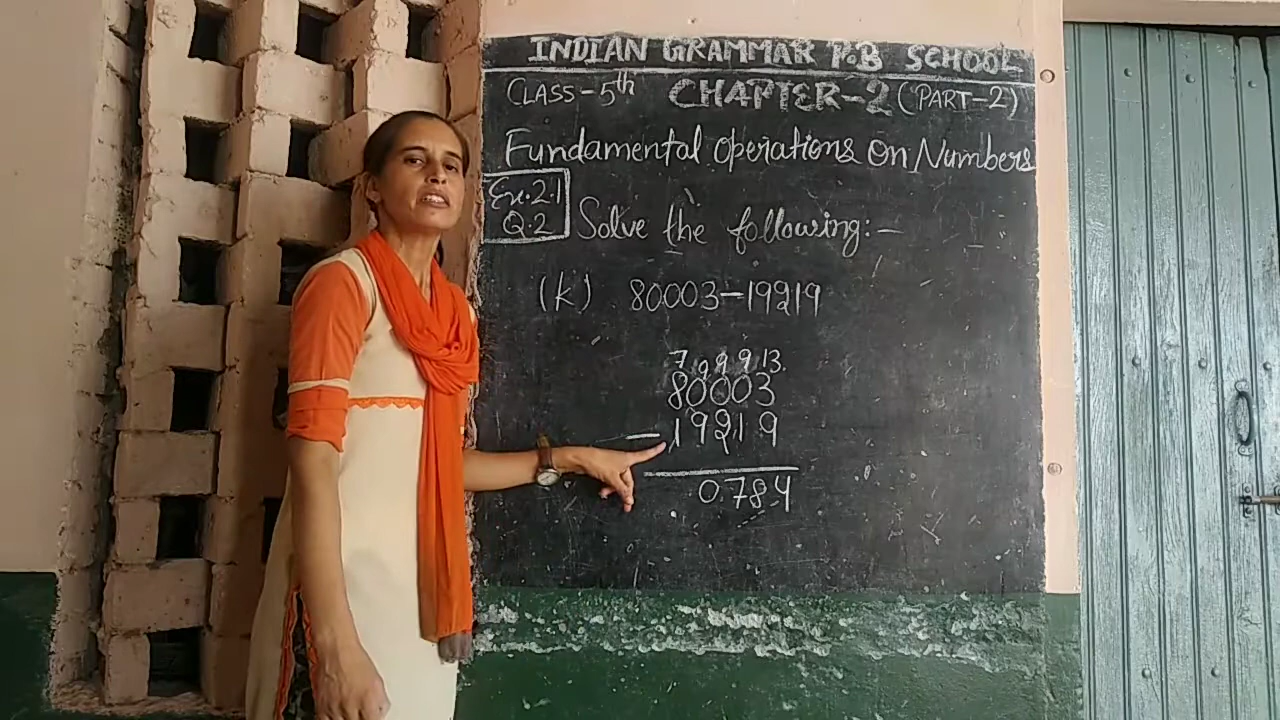 INDIAN GRAMMAR P.B SCHOOL
CLASS-5th CHAPTER-2 (PART-2)
Fundamental operations on Numbers
Ex.2.1
Q.2
Solve the following:-
(k) 80003-19219
7 9 9 9 13
80003
- 19219
0784